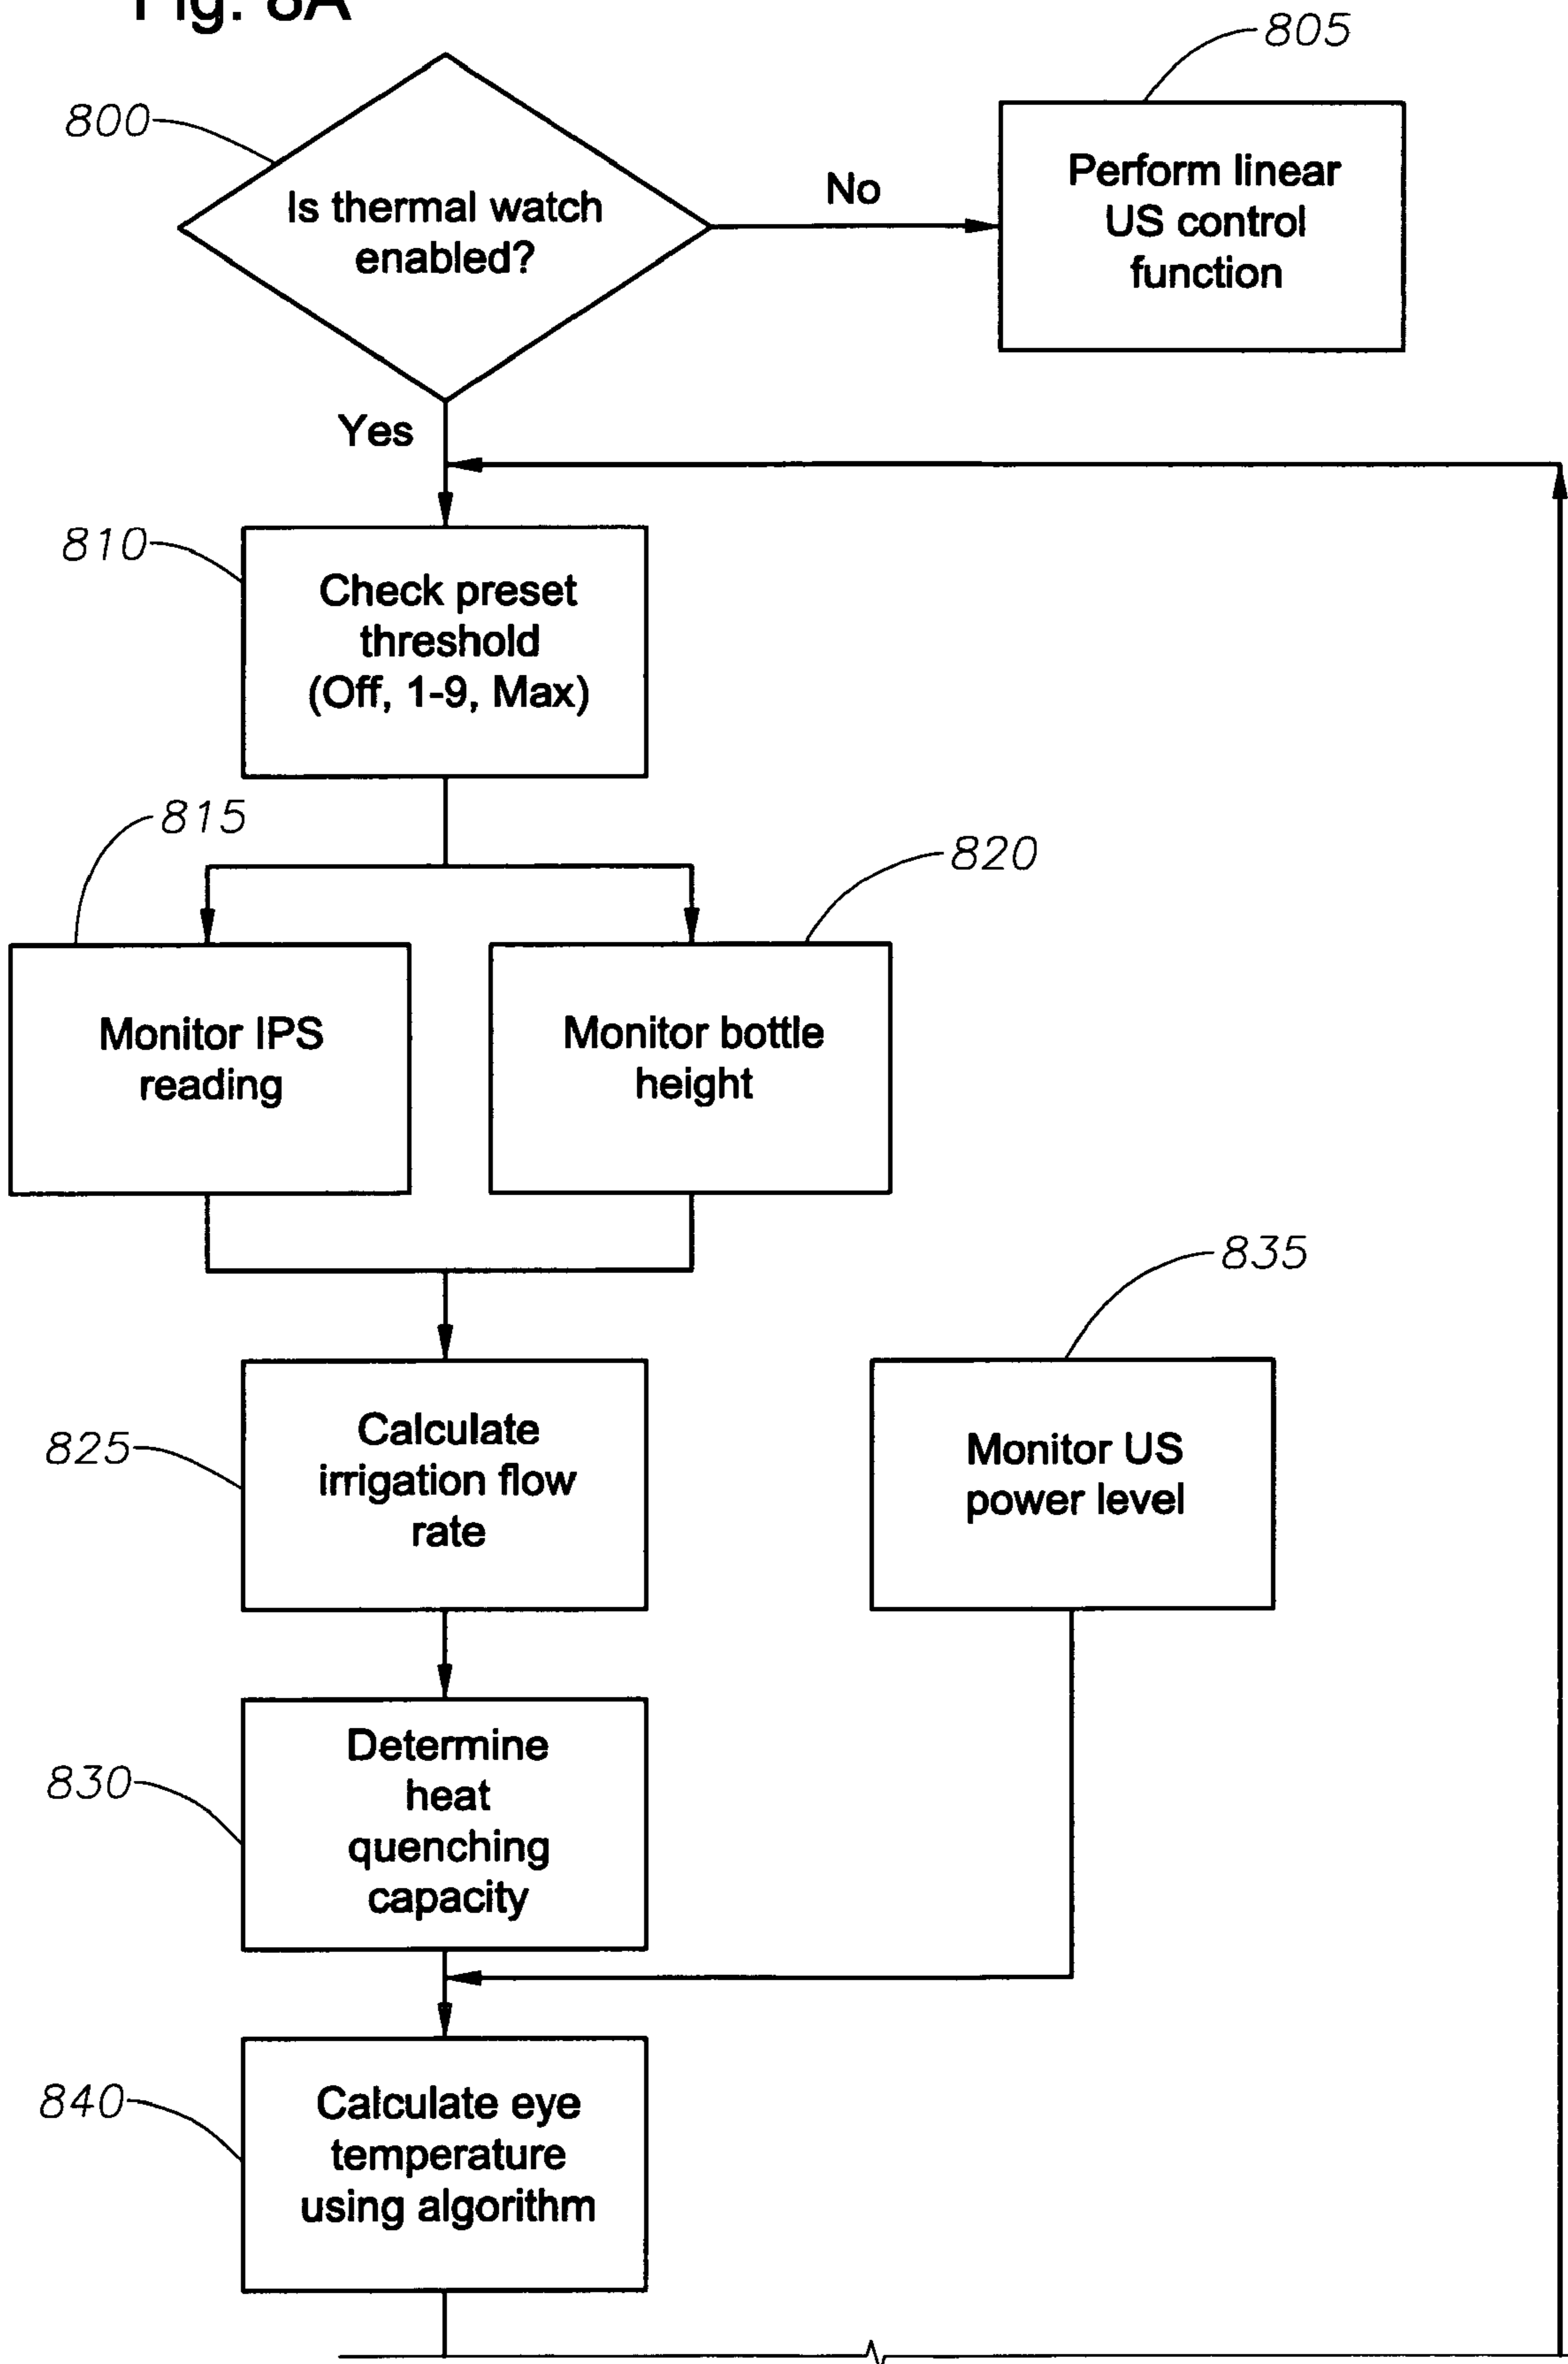 Fig. 8A
805
800
Is thermal watch
enabled?
No
Perform linear
US control
function
Yes
810
Check preset
threshold
(Off, 1-9, Max)
815
820
Monitor IPS
reading
Monitor bottle
height
835
825
Calculate
irrigation flow
rate
Monitor US
power level
830
Determine
heat
quenching
capacity
840
Calculate eye
temperature
using algorithm